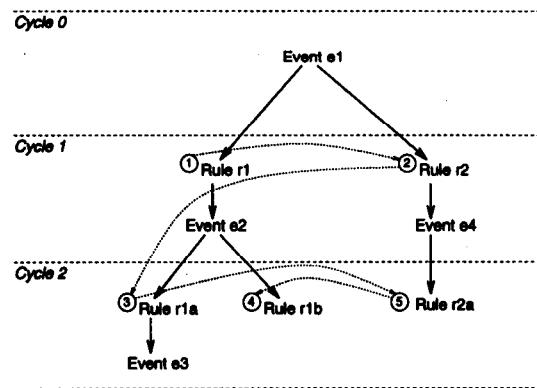 Cycle 0
Event e1
Cycle 1
1 Rule r1 2 Rule r2
Event e2 Event e4
Cycle 2
3 Rule r1a 4 Rule r1b 5 Rule r2a
Event e3